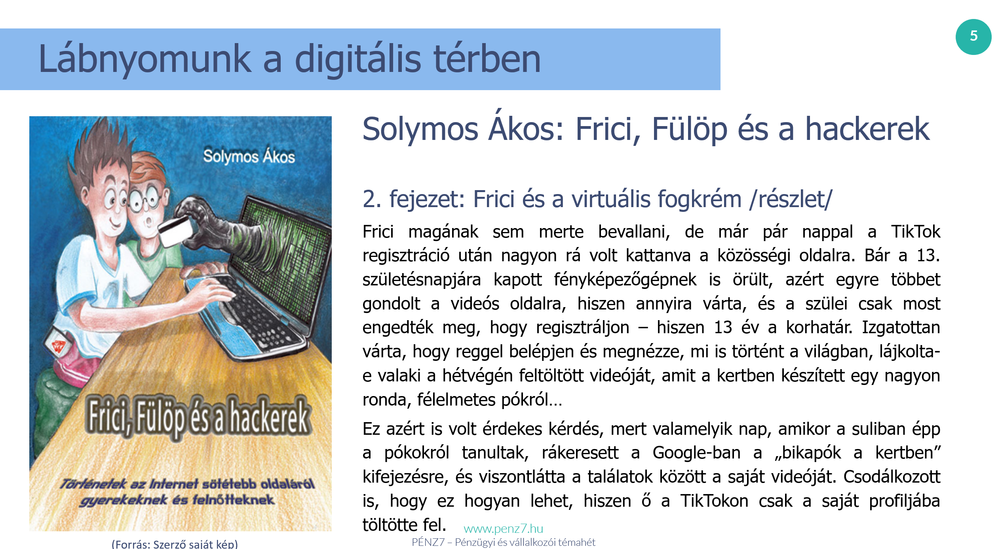 5
Lábnyomunk a digitális térben
Solymos Ákos
Frici, Fülöp és a hackerek
Történetek az Internet sötétebb oldaláról
gyerekeknek és felnőtteknek
(Forrás: Szerző saját kép)
Solymos Ákos: Frici, Fülöp és a hackerek
2. fejezet: Frici és a virtuális fogkrém /részlet/
Frici magának sem merte bevallani, de már pár nappal a TikTok
regisztráció után nagyon rá volt kattanva a közösségi oldalra. Bár a 13.
születésnapjára kapott fényképezőgépnek is örült, azért egyre többet
gondolt a videós oldalra, hiszen annyira várta, és a szülei csak most
engedték meg, hogy regisztráljon – hiszen 13 év a korhatár. Izgatottan
várta, hogy reggel belépjen és megnézze, mi is történt a világban, lájkolta-
e valaki a hétvégén feltöltött videóját, amit a kertben készített egy nagyon
ronda, félelmetes pókról…
Ez azért is volt érdekes kérdés, mert valamelyik nap, amikor a suliban épp
a pókokról tanultak, rákeresett a Google-ban a „bikapók a kertben”
kifejezésre, és viszontlátta a találatok között a saját videóját. Csodálkozott
is, hogy ez hogyan lehet, hiszen ő a TikTokon csak a saját profiljába
töltötte fel.
www.penz7.hu
PÉNZ7 – Pénzügyi és vállalkozói témahét